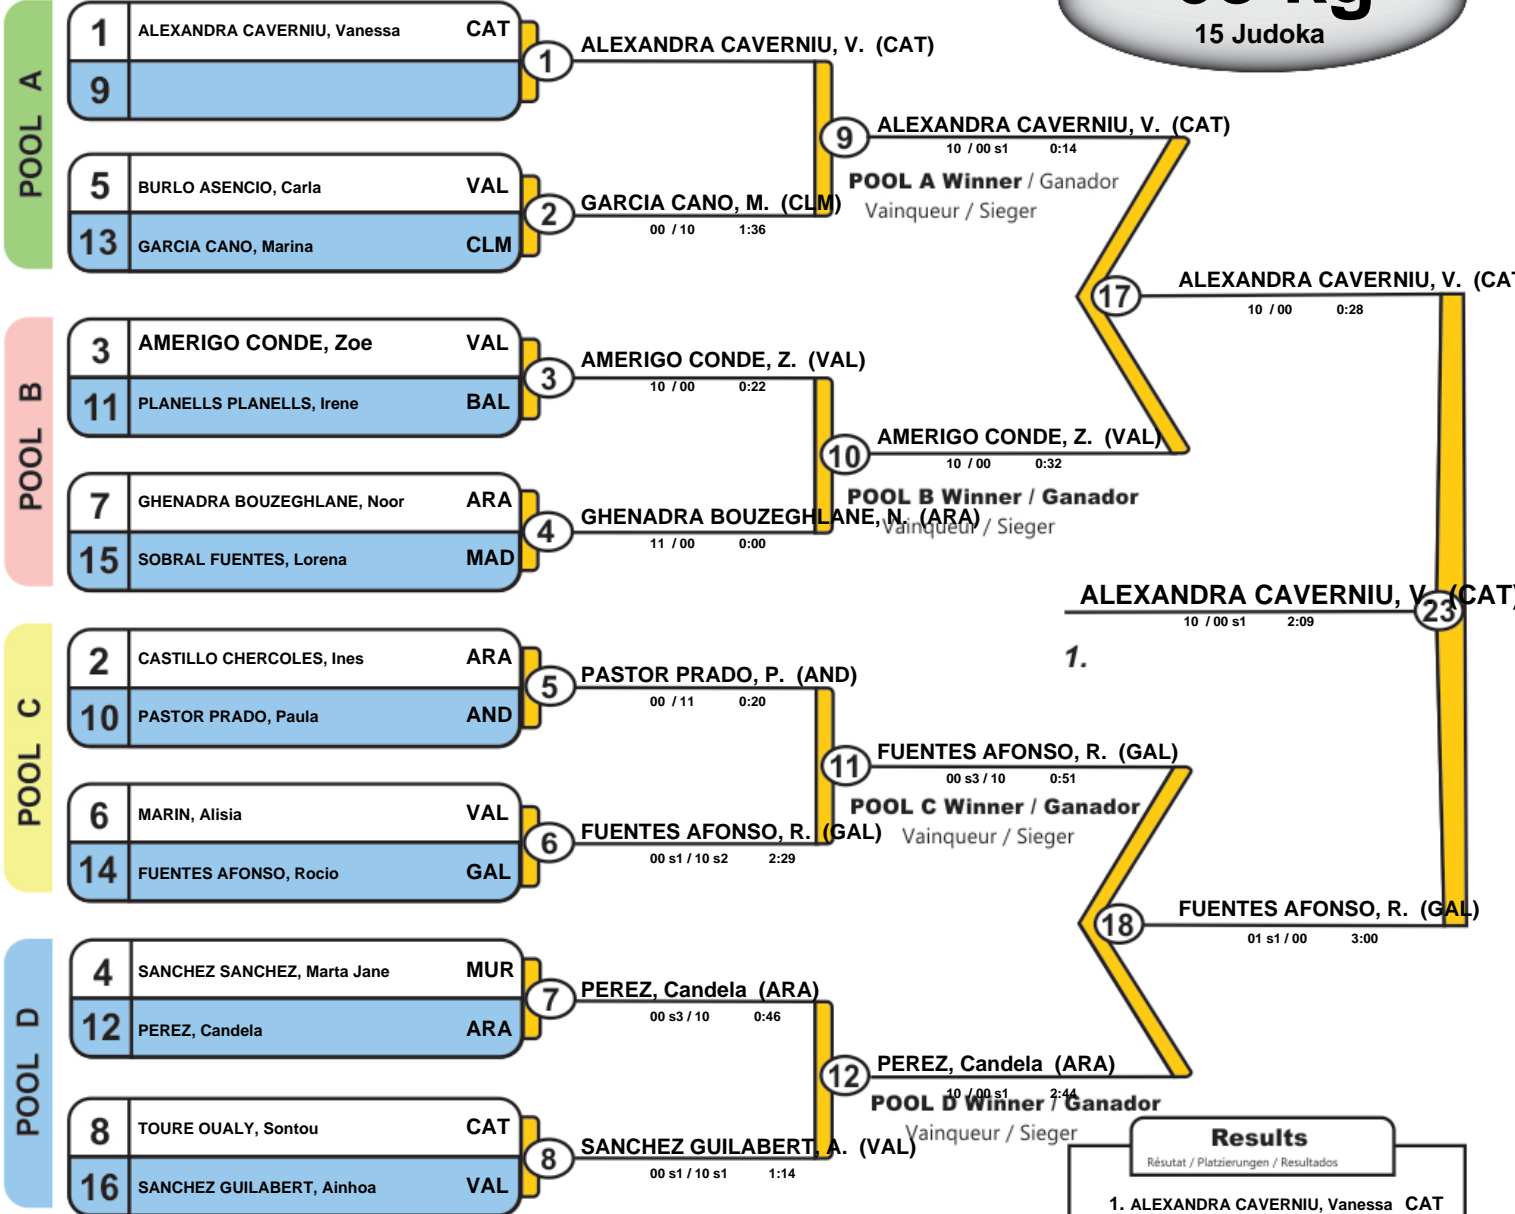 15 Judoka
POOL A
1 ALEXANDRA CAVERNIU, Vanessa CAT
9
1
ALEXANDRA CAVERNIU, V. (CAT)
5 BURLO ASENCIO, Carla VAL
13 GARCIA CANO, Marina CLM
2
GARCIA CANO, M. (CLM)
00 / 10 1:36
9
ALEXANDRA CAVERNIU, V. (CAT)
10 / 00 s1 0:14
POOL A Winner / Ganador
Vainqueur / Sieger
POOL B
3 AMERIGO CONDE, Zoe VAL
11 PLANELLS PLANELLS, Irene BAL
3
AMERIGO CONDE, Z. (VAL)
10 / 00 0:22
7 GHENADRA BOUZEGHLANE, Noor ARA
15 SOBRAL FUENTES, Lorena MAD
4
GHENADRA BOUZEGHLANE, N. (ARA)
11 / 00 0:00
10
AMERIGO CONDE, Z. (VAL)
10 / 00 0:32
POOL B Winner / Ganador
Vainqueur / Sieger
17
ALEXANDRA CAVERNIU, V. (CAT
10 / 00 0:28
POOL C
2 CASTILLO CHERCOLES, Ines ARA
10 PASTOR PRADO, Paula AND
5
PASTOR PRADO, P. (AND)
00 / 11 0:20
6 MARIN, Alisia VAL
14 FUENTES AFONSO, Rocio GAL
6
FUENTES AFONSO, R. (GAL)
00 s1 / 10 s2 2:29
11
FUENTES AFONSO, R. (GAL)
00 s3 / 10 0:51
POOL C Winner / Ganador
Vainqueur / Sieger
POOL D
4 SANCHEZ SANCHEZ, Marta Jane MUR
12 PEREZ, Candela ARA
7
PEREZ, Candela (ARA)
00 s3 / 10 0:46
8 TOURE OUALY, Sontou CAT
16 SANCHEZ GUILABERT, Ainhoa VAL
8
SANCHEZ GUILABERT, A. (VAL)
00 s1 / 10 s1 1:14
12
PEREZ, Candela (ARA)
10 / 00 s1 2:44
POOL D Winner / Ganador
Vainqueur / Sieger
18
FUENTES AFONSO, R. (GAL)
01 s1 / 00 3:00
ALEXANDRA CAVERNIU, V. (CAT)
23
10 / 00 s1 2:09
1.
Results
Résutat / Platzierungen / Resultados
1. ALEXANDRA CAVERNIU, Vanessa CAT